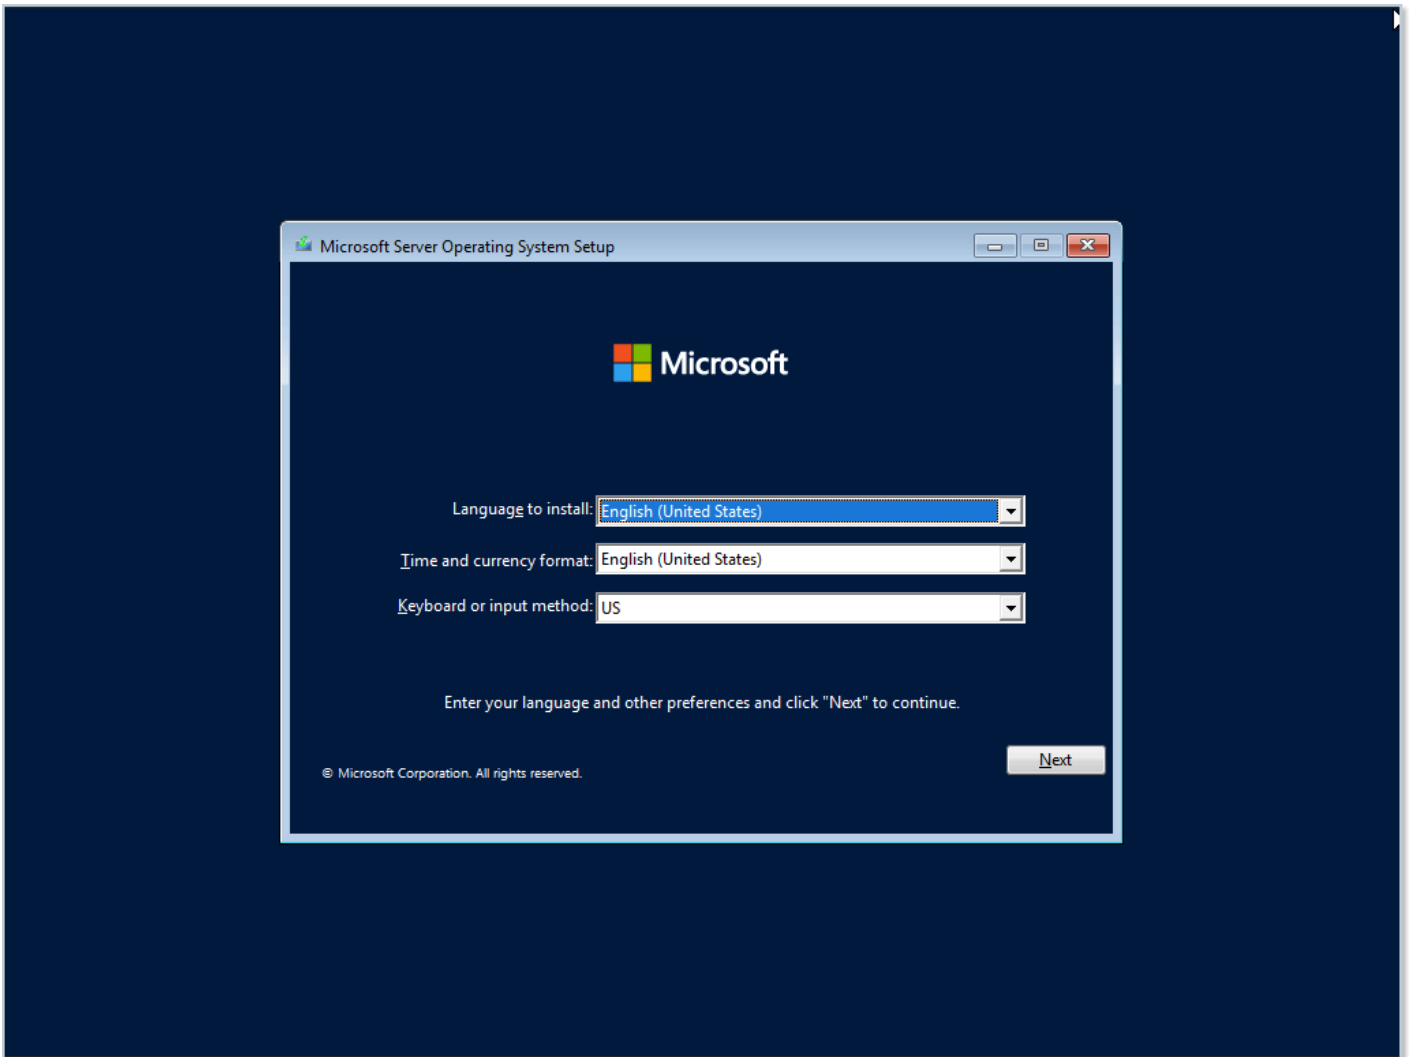 Microsoft Server Operating System Setup
Microsoft
Language to install: English (United States)
Time and currency format: English (United States)
Keyboard or input method: US
Enter your language and other preferences and click "Next" to continue.
Next
© Microsoft Corporation. All rights reserved.